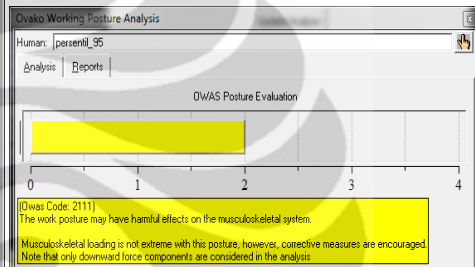 Ovako Working Posture Analysis
Human: persentil_95
Analysis Reports
OWAS Posture Evaluation
0 1 2 3 4
(Owas Code: 2111)
The work posture may have harmful effects on the musculoskeletal system.
Musculoskeletal loading is not extreme with this posture, however, corrective measures are encouraged.
Note that only downward force components are considered in the analysis